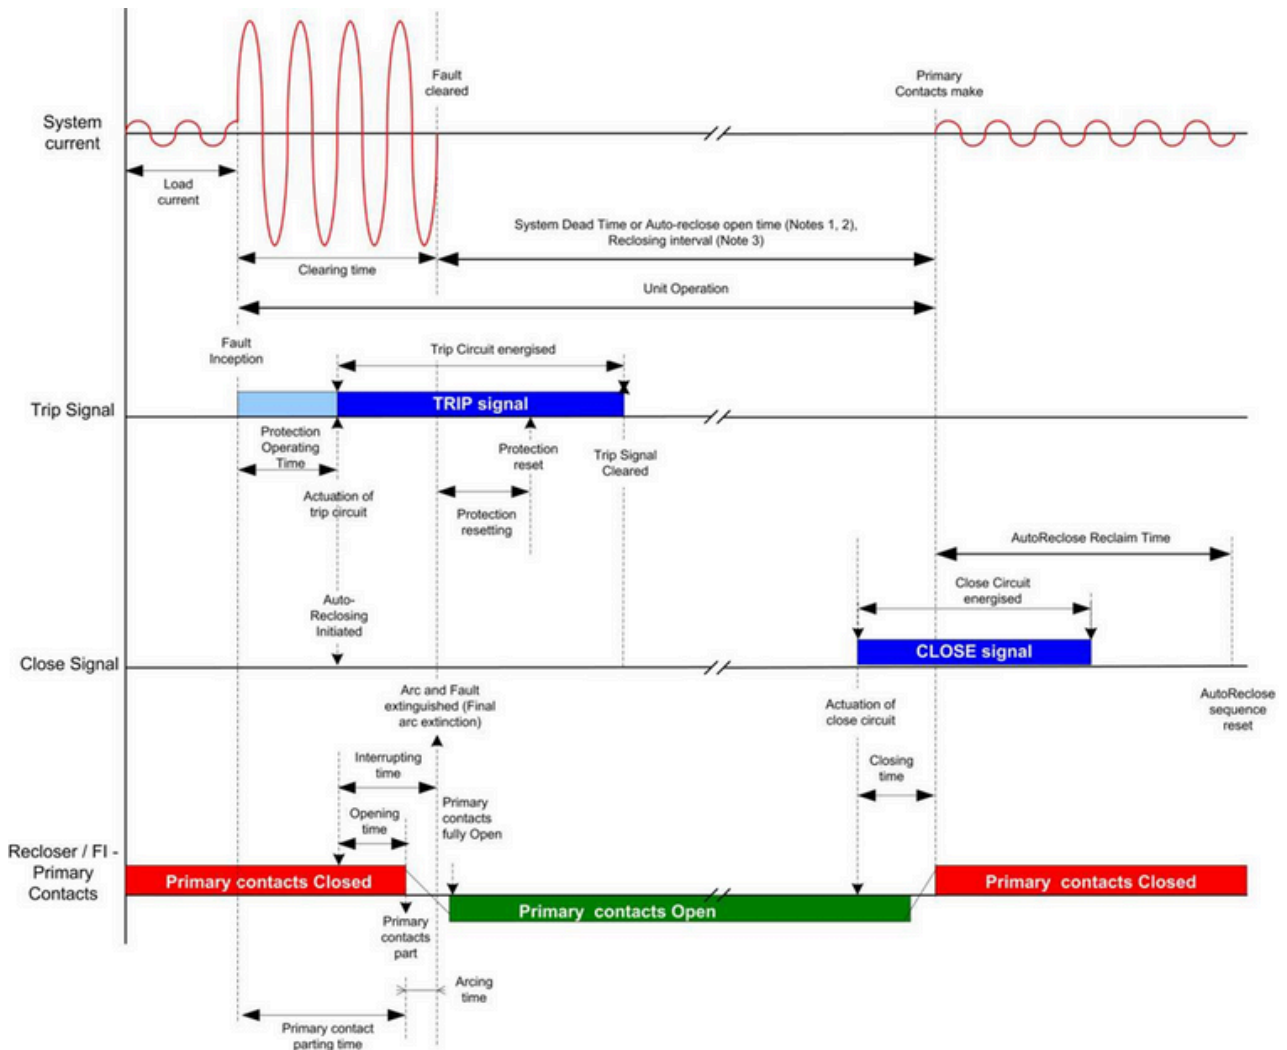 Fault
cleared
Primary
Contacts make
System
current
Load
current
System Dead Time or Auto-reclose open time (Notes 1, 2),
Reclosing interval (Note 3)
Clearing time
Unit Operation
Fault
Inception
Trip Circuit energised
Trip Signal
TRIP signal
Protection
Operating
Time
Protection
reset
Trip Signal
Cleared
Actuation of
trip circuit
Protection
resetting
AutoReclose Reclaim Time
Close Circuit
energised
Auto-
Reclosing
Initiated
Close Signal
CLOSE signal
Arc and Fault
extinguished (Final
arc extinction)
Actuation of
close circuit
AutoReclose
sequence
reset
Interrupting
time
Closing
time
Opening
time
Primary
contacts
fully Open
Recloser / FI -
Primary
Contacts
Primary contacts Closed
Primary contacts Closed
Primary contacts Open
Primary
contacts
part
Arcing
time
Primary contact
parting time